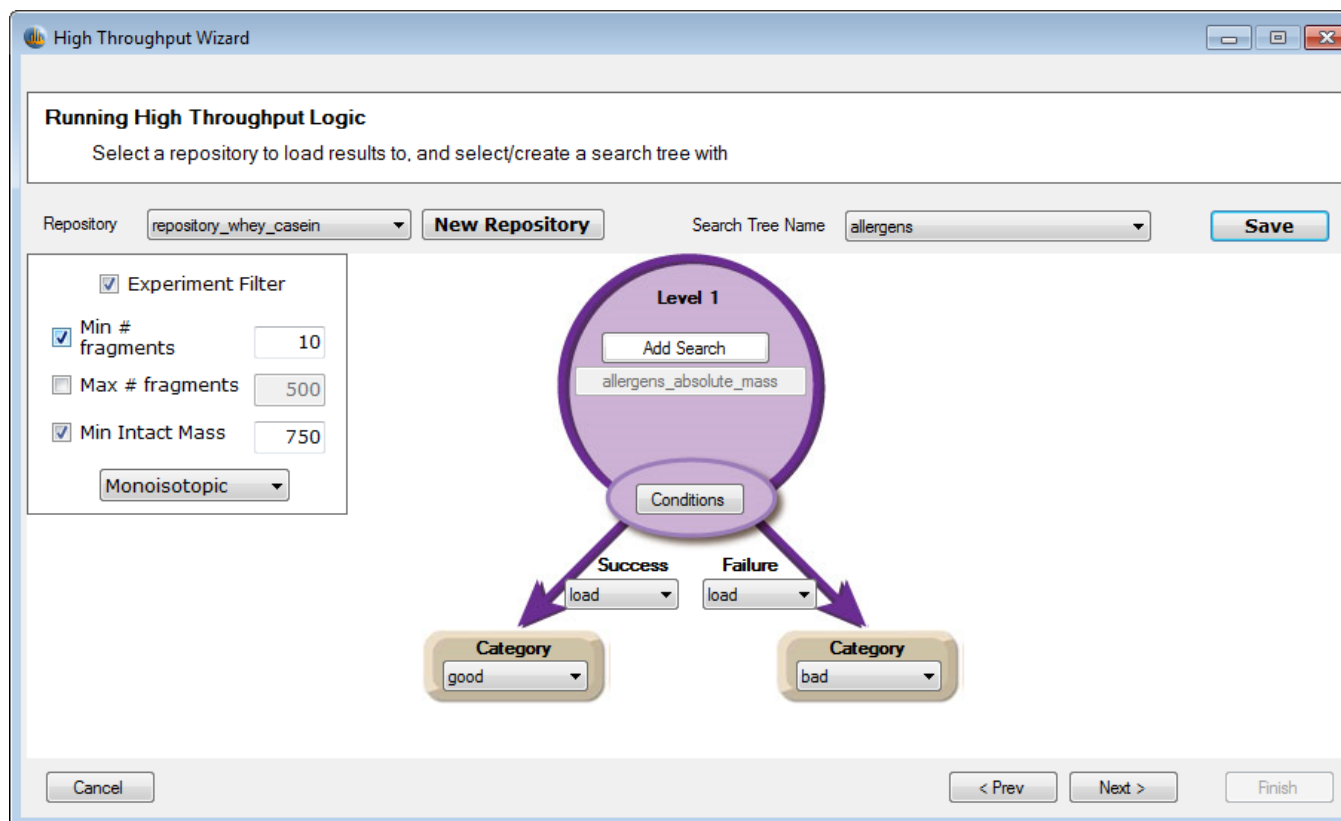 High Throughput Wizard
Running High Throughput Logic
Select a repository to load results to, and select/create a search tree with
Repository
repository_whey_casein
New Repository
Search Tree Name
allergens
Save
Experiment Filter
Min #
fragments
10
Max # fragments
500
Min Intact Mass
750
Monoisotopic
Level 1
Add Search
allergens_absolute_mass
Conditions
Success
Failure
load
load
Category
good
Category
bad
Cancel
< Prev
Next >
Finish